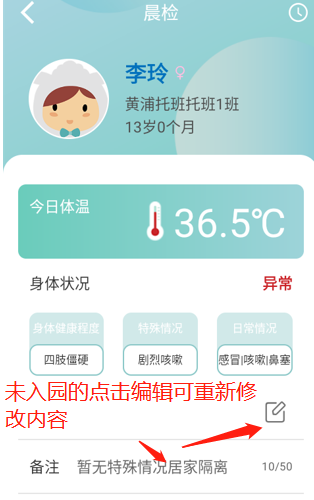 晨检
李玲
黄浦托班托班1班
13岁0个月
今日体温
36.5℃
身体状况 异常
身体健康程度 特殊情况 日常情况
四肢僵硬 剧烈咳嗽 感冒|咳嗽|鼻塞
未入园的点击编辑可重新修
改内容
备注 暂无特殊情况居家隔离 10/50